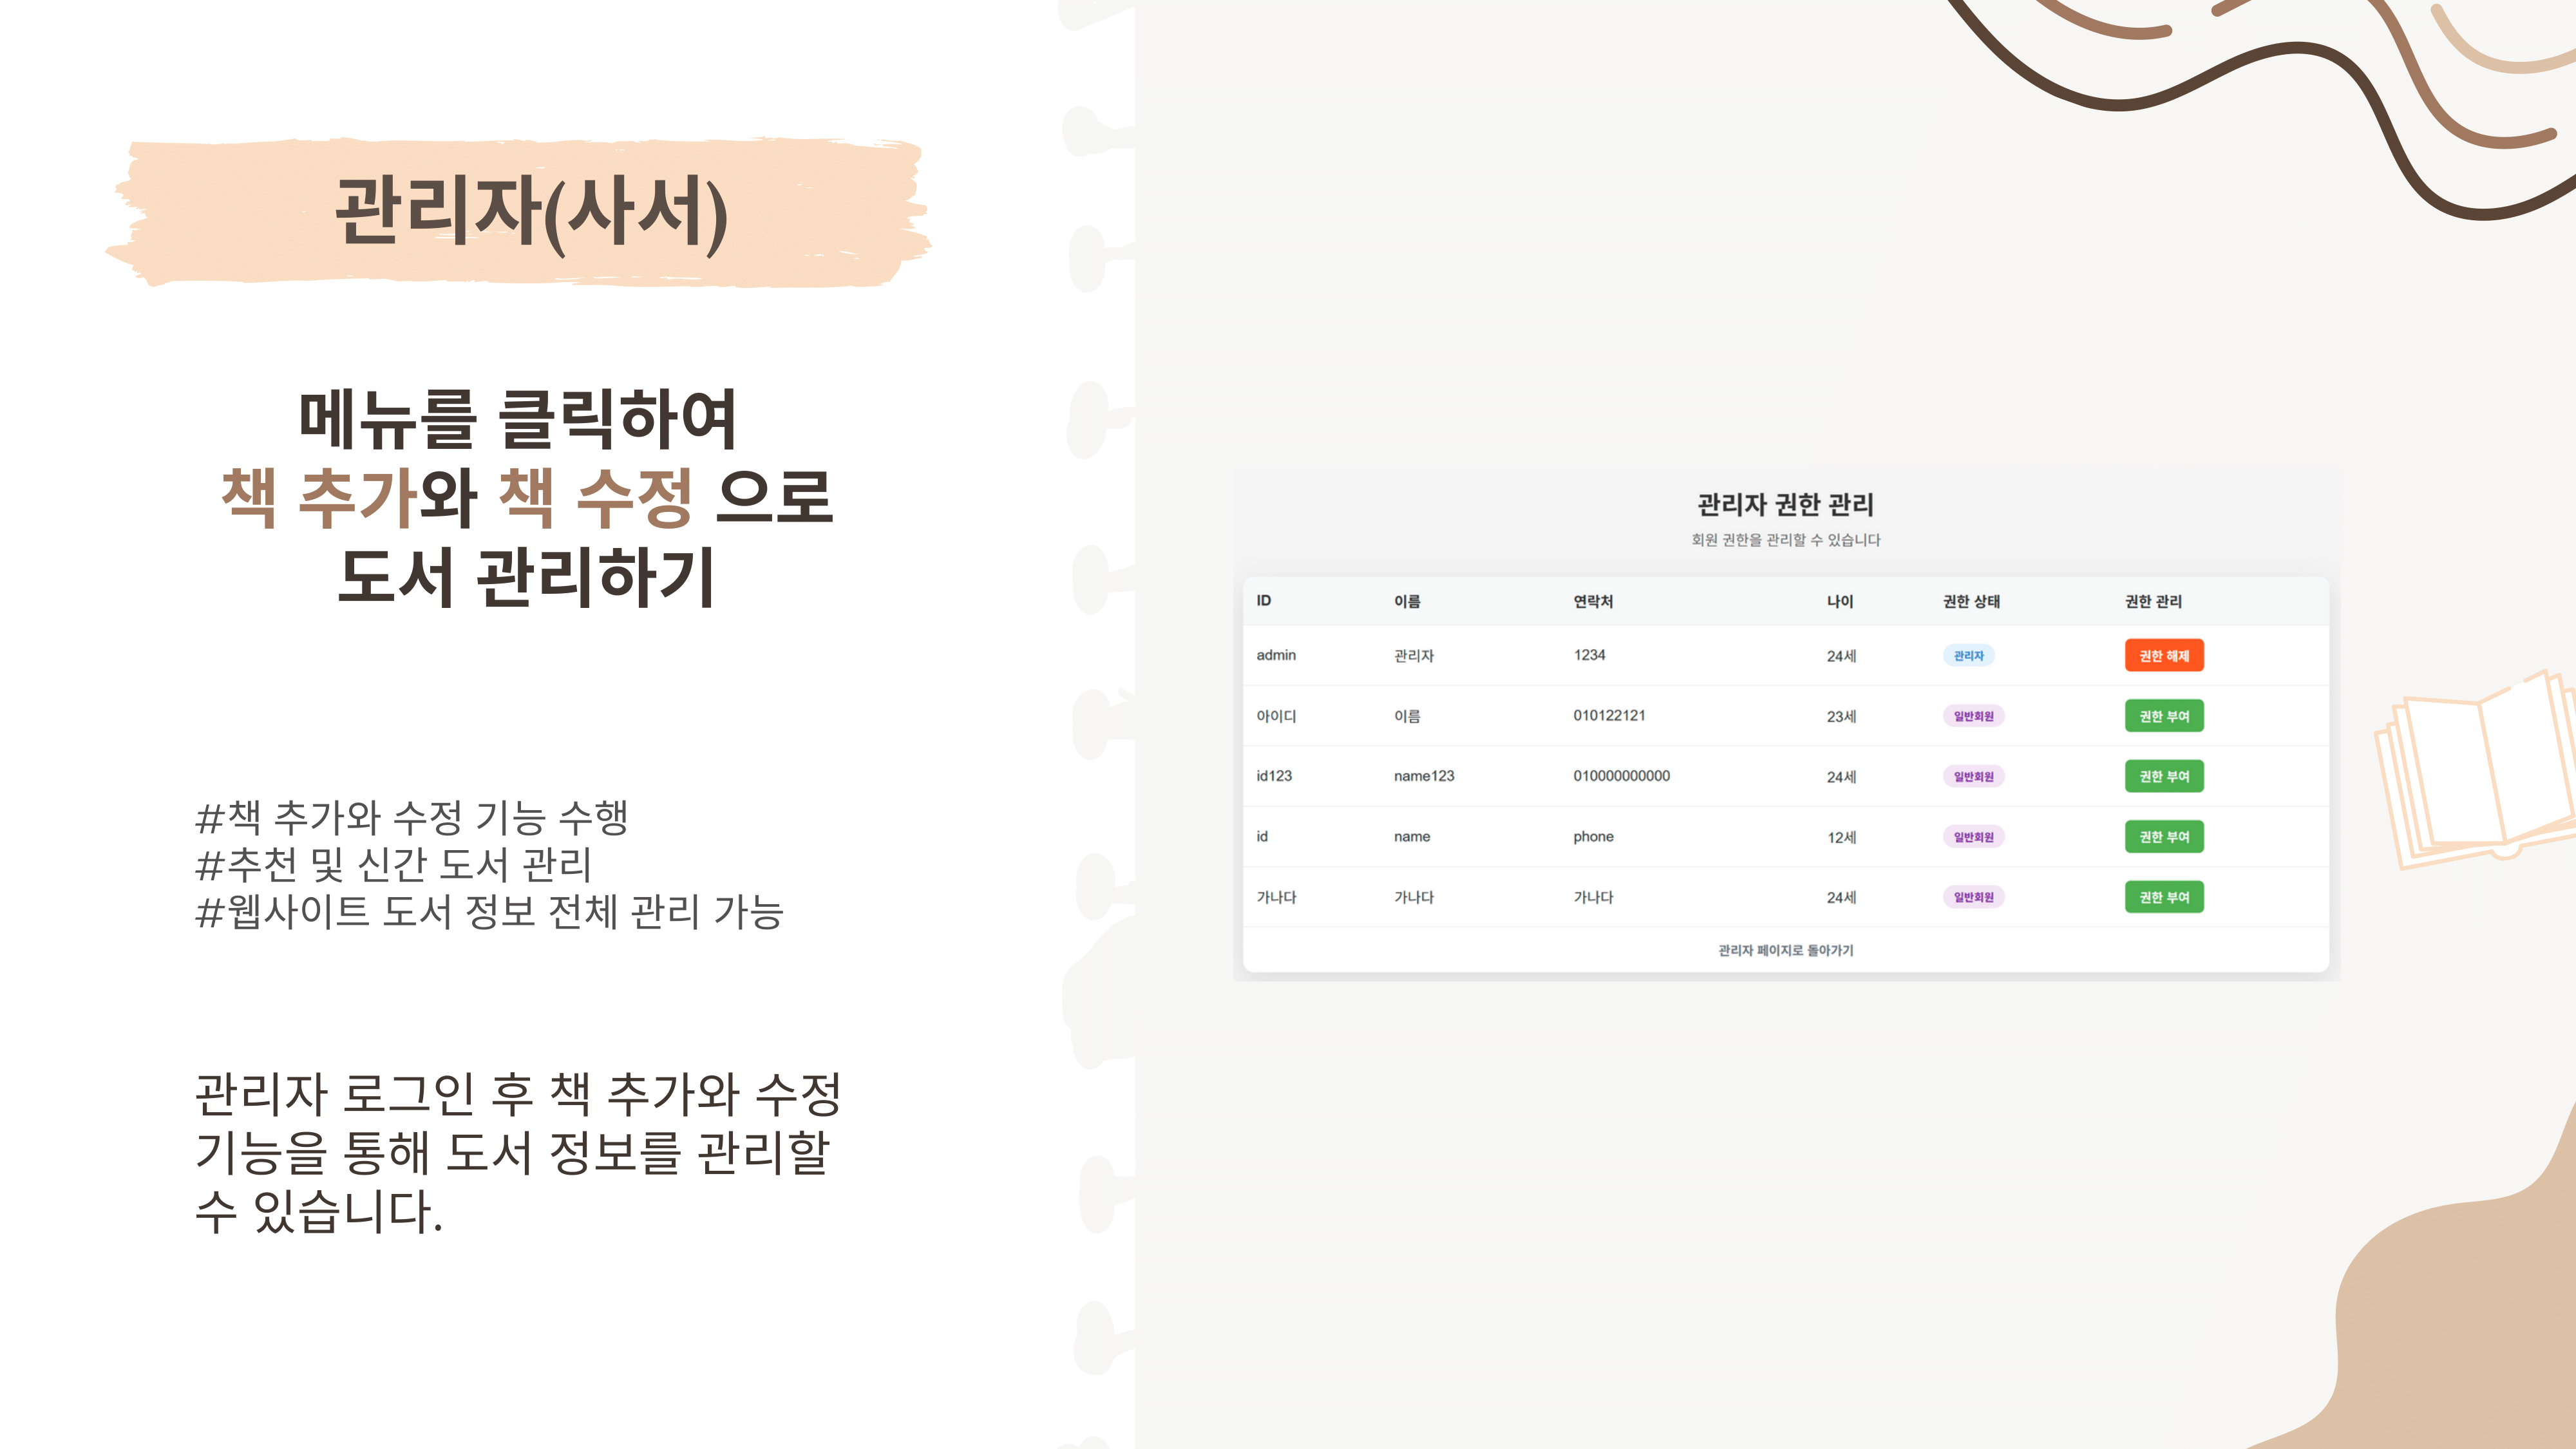 관리자(사서)
메뉴를 클릭하여
책 추가와 책 수정 으로
도서 관리하기
#책 추가와 수정 기능 수행
#추천 및 신간 도서 관리
#웹사이트 도서 정보 전체 관리 가능
관리자 로그인 후 책 추가와 수정
기능을 통해 도서 정보를 관리할
수 있습니다.
관리자 권한 관리
회원 권한을 관리할 수 있습니다
ID 이름 연락처 나이 권한 상태 권한 관리
admin 관리자 1234 24세 관리자 권한 해제
아이디 이름 010122121 23세 일반회원 권한 부여
id123 name123 010000000000 24세 일반회원 권한 부여
id name phone 12세 일반회원 권한 부여
가나다 가나다 가나다 24세 일반회원 권한 부여
관리자 페이지로 돌아가기